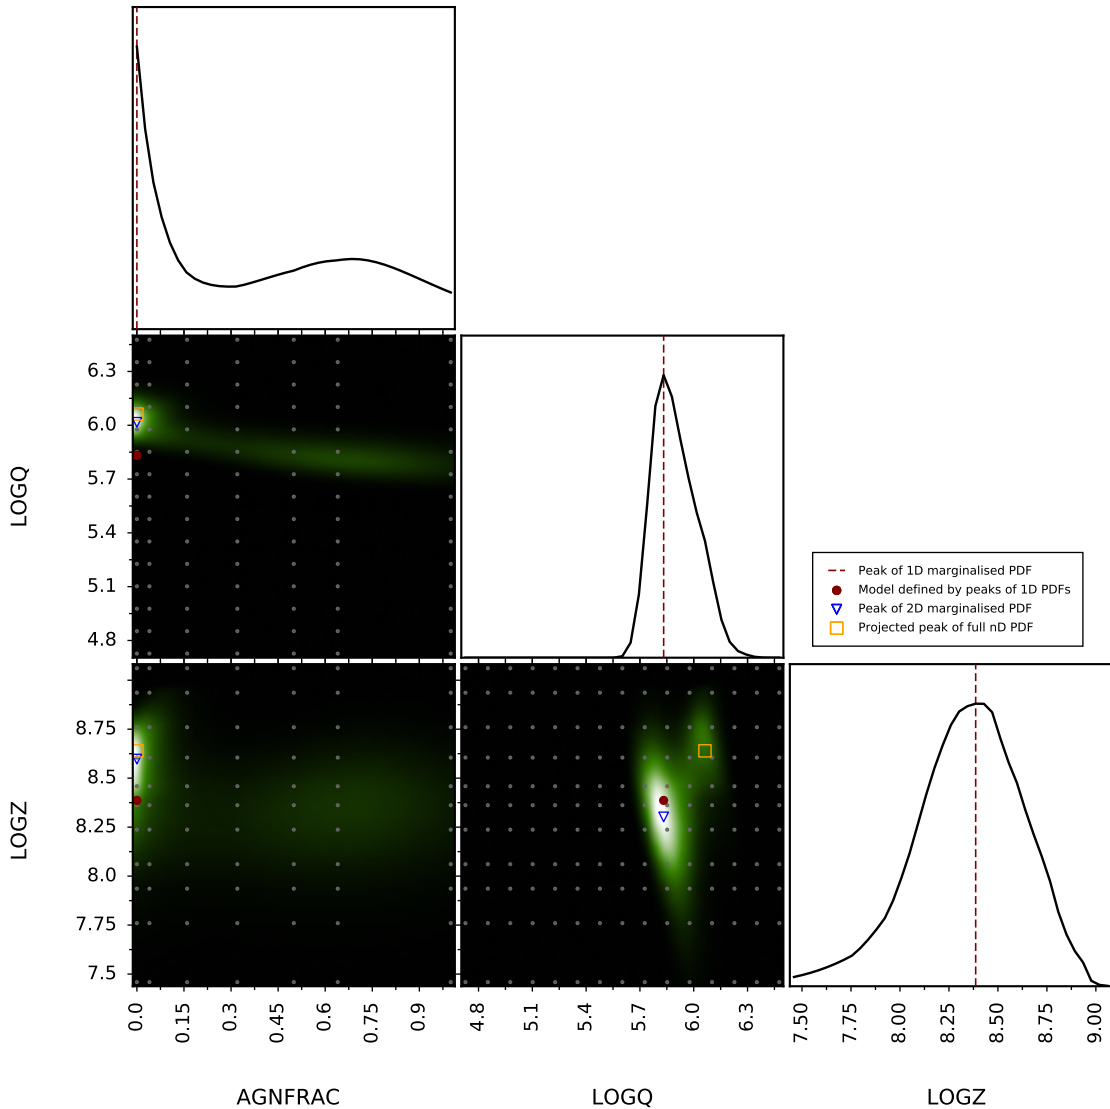 6.3
6.0
5.7
5.4
5.1
4.8
LOGQ
Peak of 1D marginalised PDF
Model defined by peaks of 1D PDFs
Peak of 2D marginalised PDF
Projected peak of full nD PDF
8.75
8.5
8.25
8.0
7.75
7.5
LOGZ
0.0 0.15 0.3 0.45 0.6 0.75 0.9
4.8 5.1 5.4 5.7 6.0 6.3
7.50 7.75 8.00 8.25 8.50 8.75 9.00
AGNFRAC LOGQ LOGZ